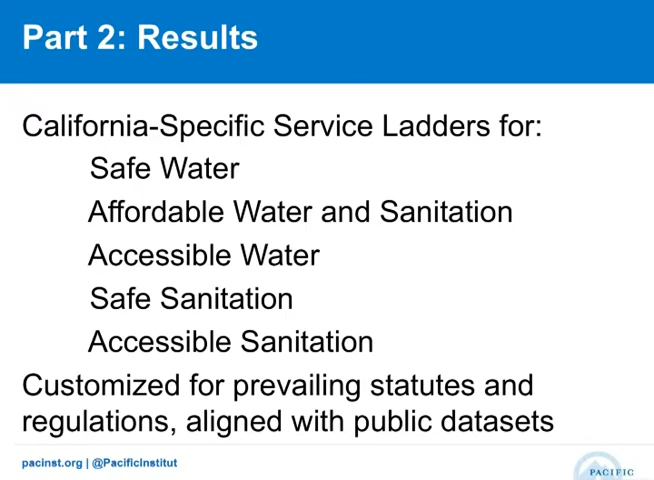 Part 2: Results
California-Specific Service Ladders for:
Safe Water
Affordable Water and Sanitation
Accessible Water
Safe Sanitation
Accessible Sanitation
Customized for prevailing statutes and
regulations, aligned with public datasets
pacinst.org | @PacificInstitut
PACIFIC